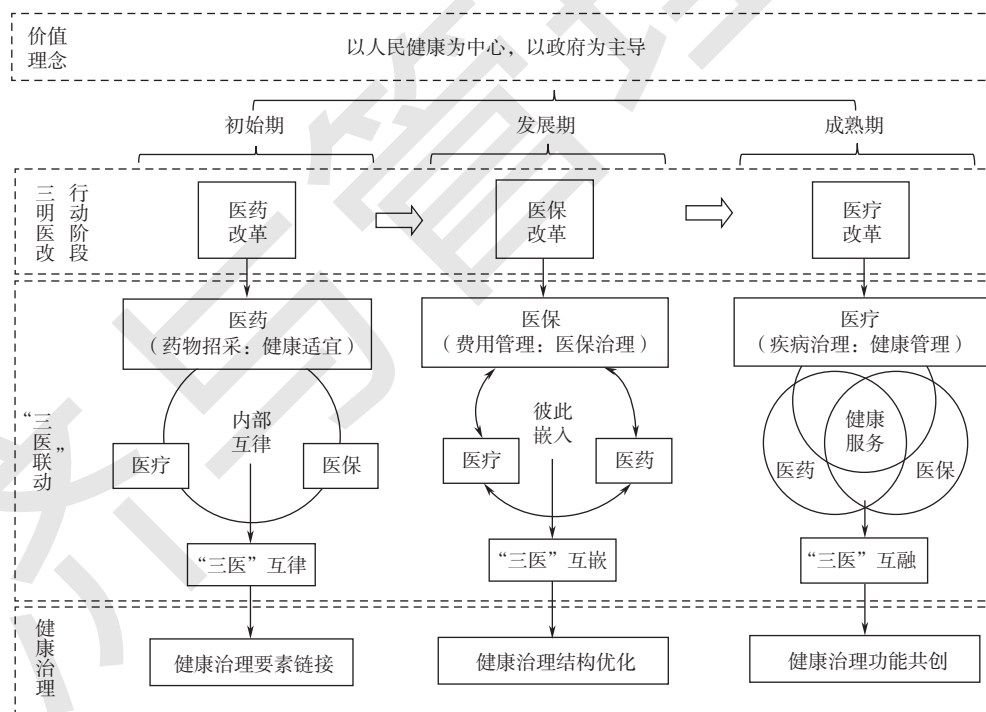 价值
理念
以人民健康为中心，以政府为主导
初始期
发展期
成熟期
三明医改
行动阶段
医药
改革
医保
改革
医疗
改革
“三医联动”
医药
（药物招采：健康适宜）
医保
（费用管理：医保治理）
医疗
（疾病治理：健康管理）
内部
互律
医疗
医保
彼此
嵌入
医疗
医药
健康
服务
医药
医保
“三医”互律
“三医”互嵌
“三医”互融
健康治理
健康治理要素链接
健康治理结构优化
健康治理功能共创